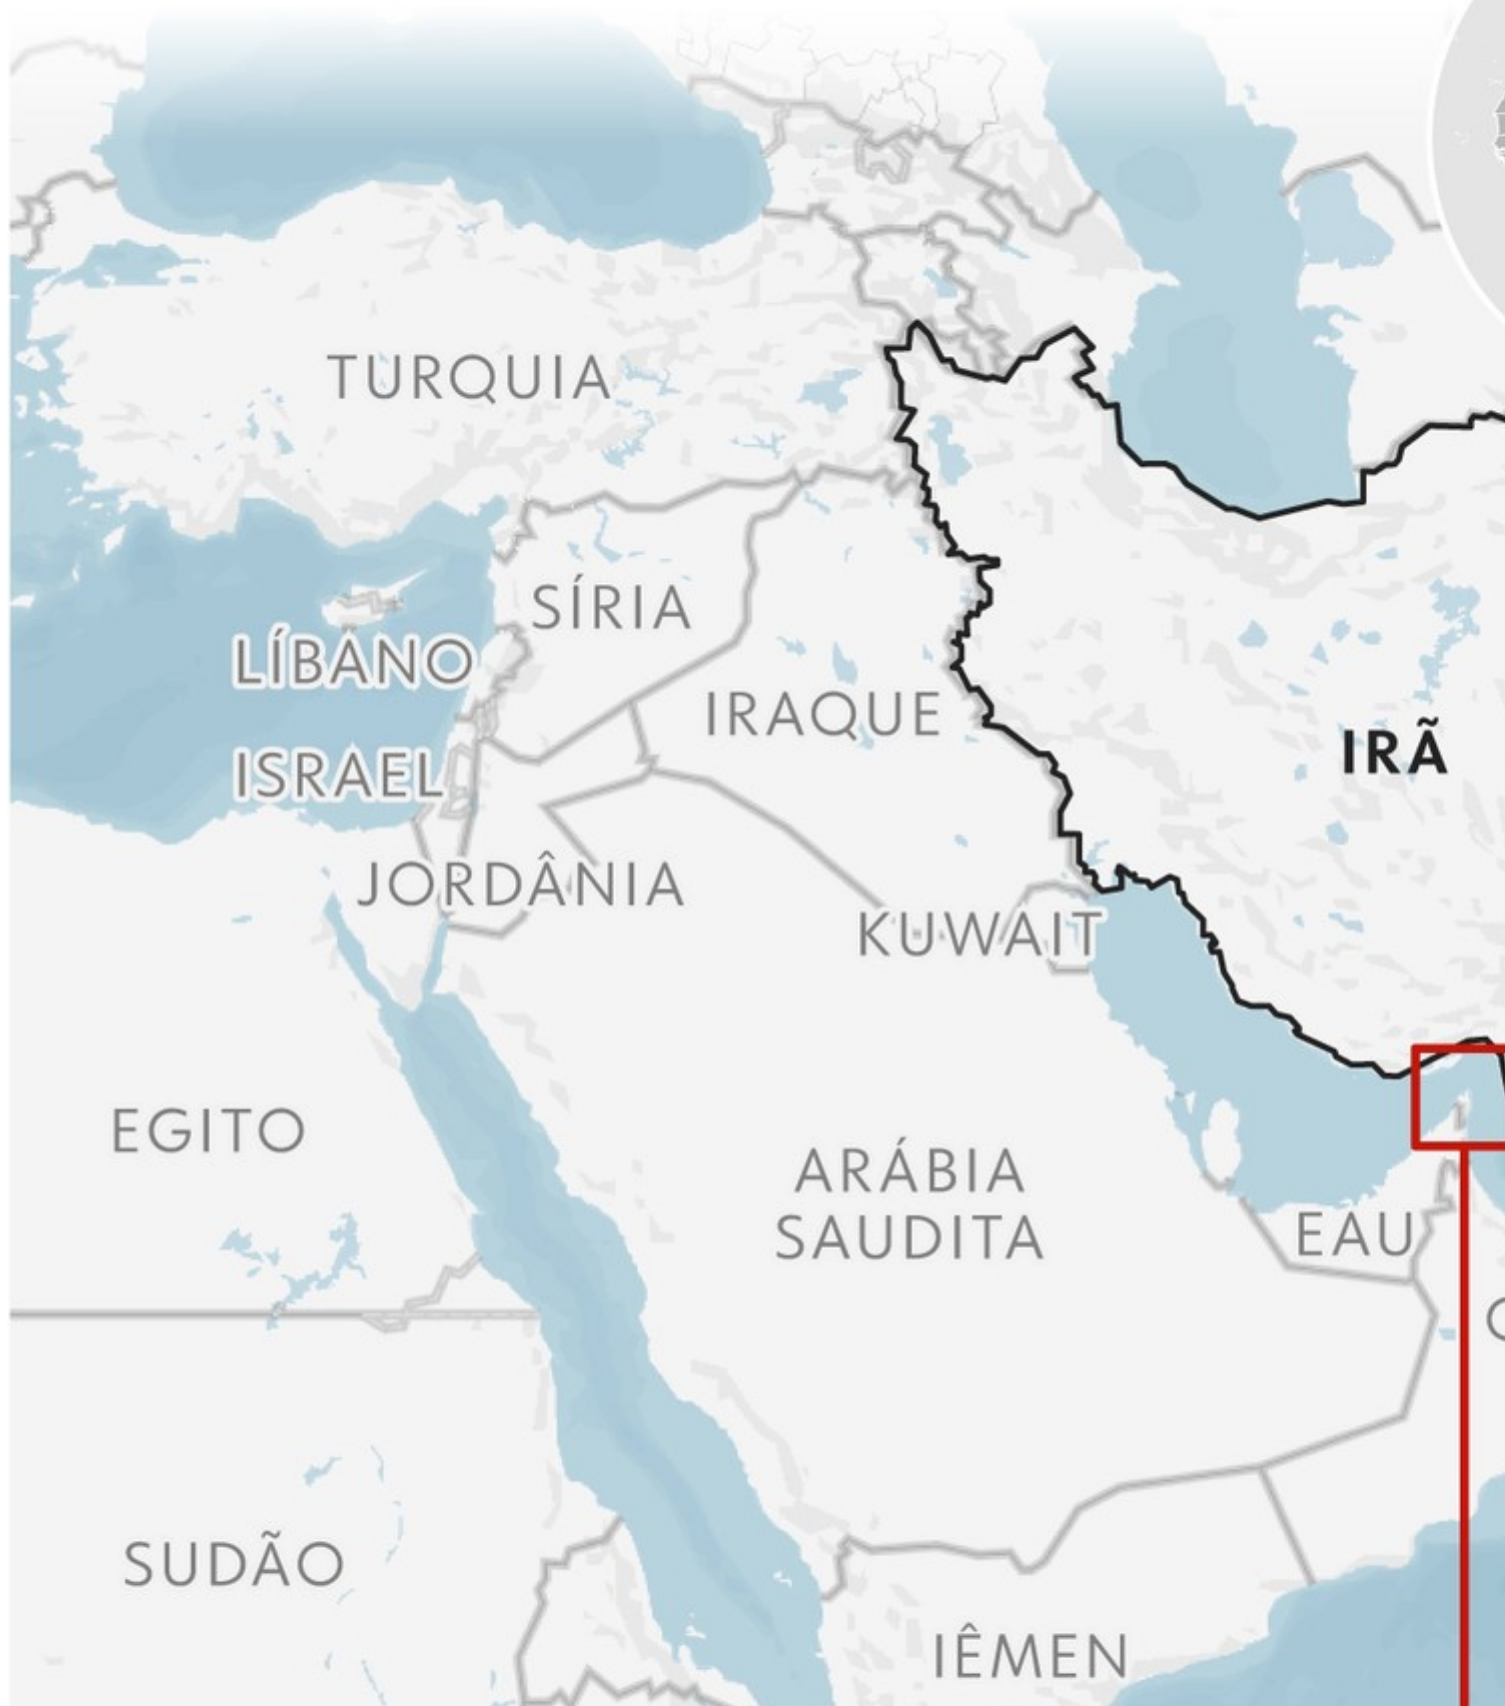 TURQUIA
SÍRIA
LÍBANO
IRAQUE
IRÃ
ISRAEL
JORDÂNIA
KUWAIT
EGITO
ARÁBIA
SAUDITA
EAU
SUDÃO
IÊMEN